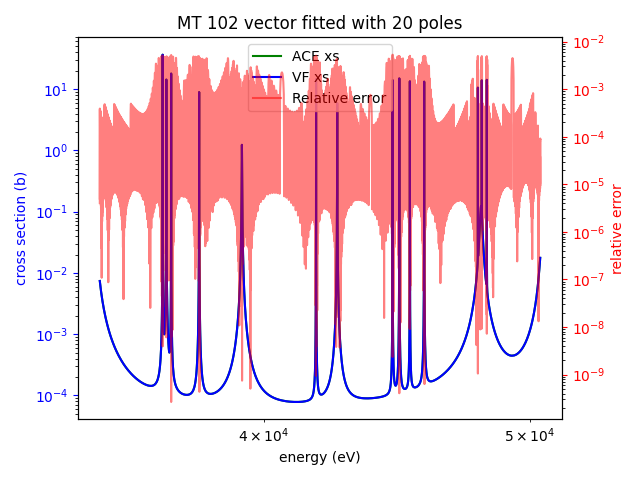 MT 102 vector fitted with 20 poles
ACE xs
VF xs
Relative error
cross section (b)
10¹
10⁰
10⁻¹
10⁻²
10⁻³
10⁻⁴
10⁻²
10⁻³
10⁻⁴
10⁻⁵
10⁻⁶
10⁻⁷
10⁻⁸
10⁻⁹
relative error
4 × 10⁴
5 × 10⁴
energy (eV)